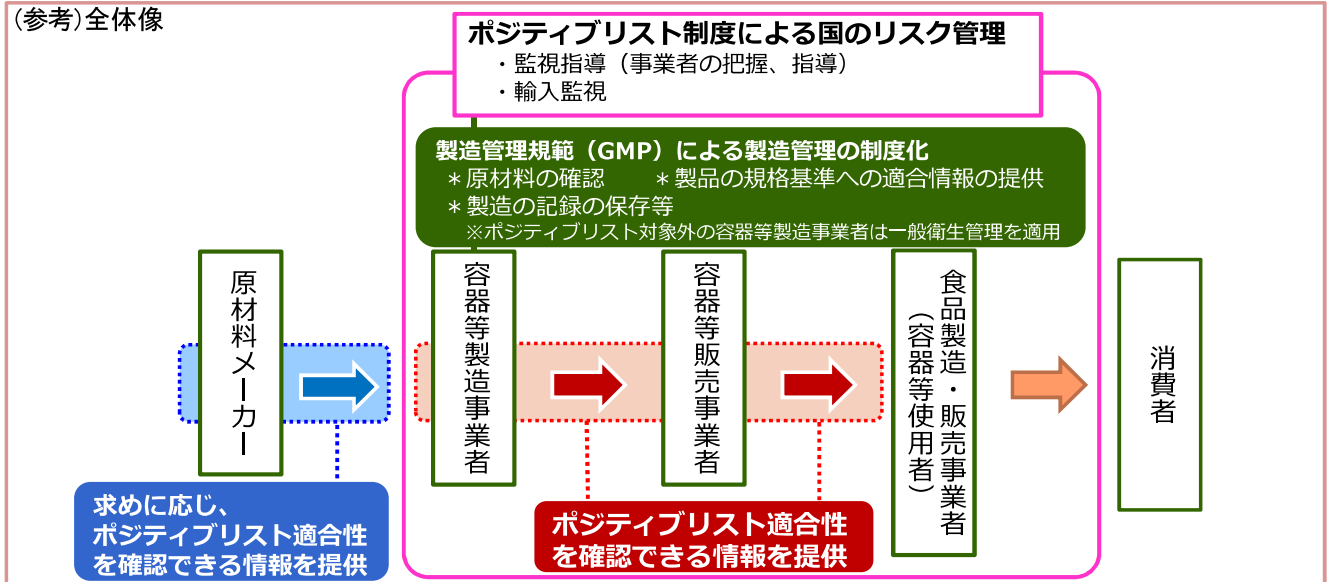 (参考)全体像
ポジティブリスト制度による国のリスク管理
・監視指導（事業者の把握、指導）
・輸入監視
製造管理規範（GMP）による製造管理の制度化
＊原材料の確認　　＊製品の規格基準への適合情報の提供
＊製造の記録の保存等
※ポジティブリスト対象外の容器等製造事業者は一般衛生管理を適用
原材料メーカー
容器等製造事業者
容器等販売事業者
食品製造・販売事業者
（容器等使用者）
消費者
求めに応じ、
ポジティブリスト適合性
を確認できる情報を提供
ポジティブリスト適合性
を確認できる情報を提供